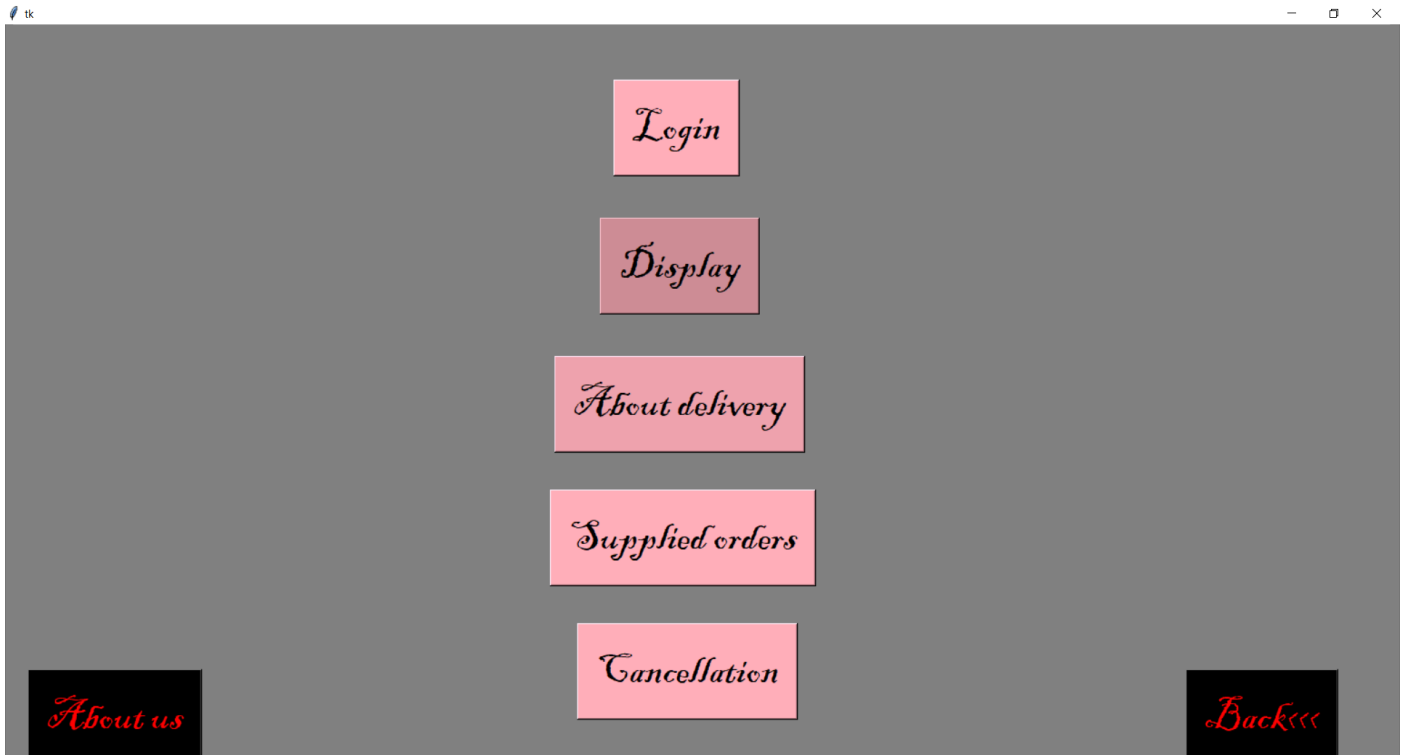 tk
Login
Display
About delivery
Supplied orders
Cancellation
About us
Back<<<